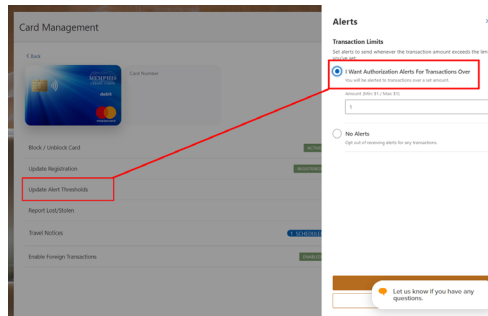 Card Management
Back
MEMPHIS
debit
Card Number
Block / Unblock Card
Update Registration
Update Alert Thresholds
Report Lost/Stolen
Travel Notices
1 SCHEDULED
Enable Foreign Transactions
Alerts
Transaction Limits
Set alerts to send whenever the transaction amount exceeds the lim
you've set.
I Want Authorization Alerts For Transactions Over
You will be alerted to transactions over a set amount.
Amount (Min $1 / Max $5)
1
No Alerts
Opt out of receiving alerts for any transactions.
Let us know if you have any
questions.